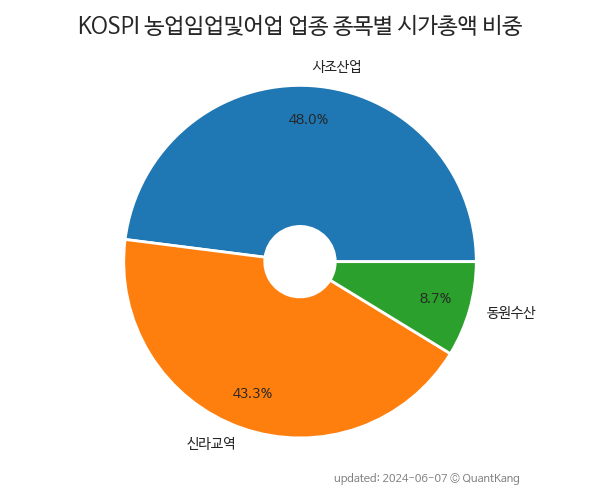 KOSPI 농업임업및어업 업종 종목별 시가총액 비중
사조산업
48.0%
8.7%
동원수산
43.3%
신라교역
updated: 2024-06-07 © QuantKang